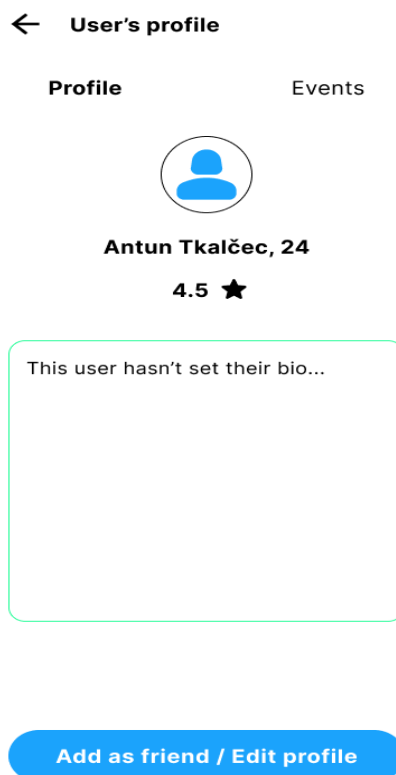 User’s profile
Profile Events
Antun Tkalčec, 24
4.5
This user hasn’t set their bio...
Add as friend / Edit profile